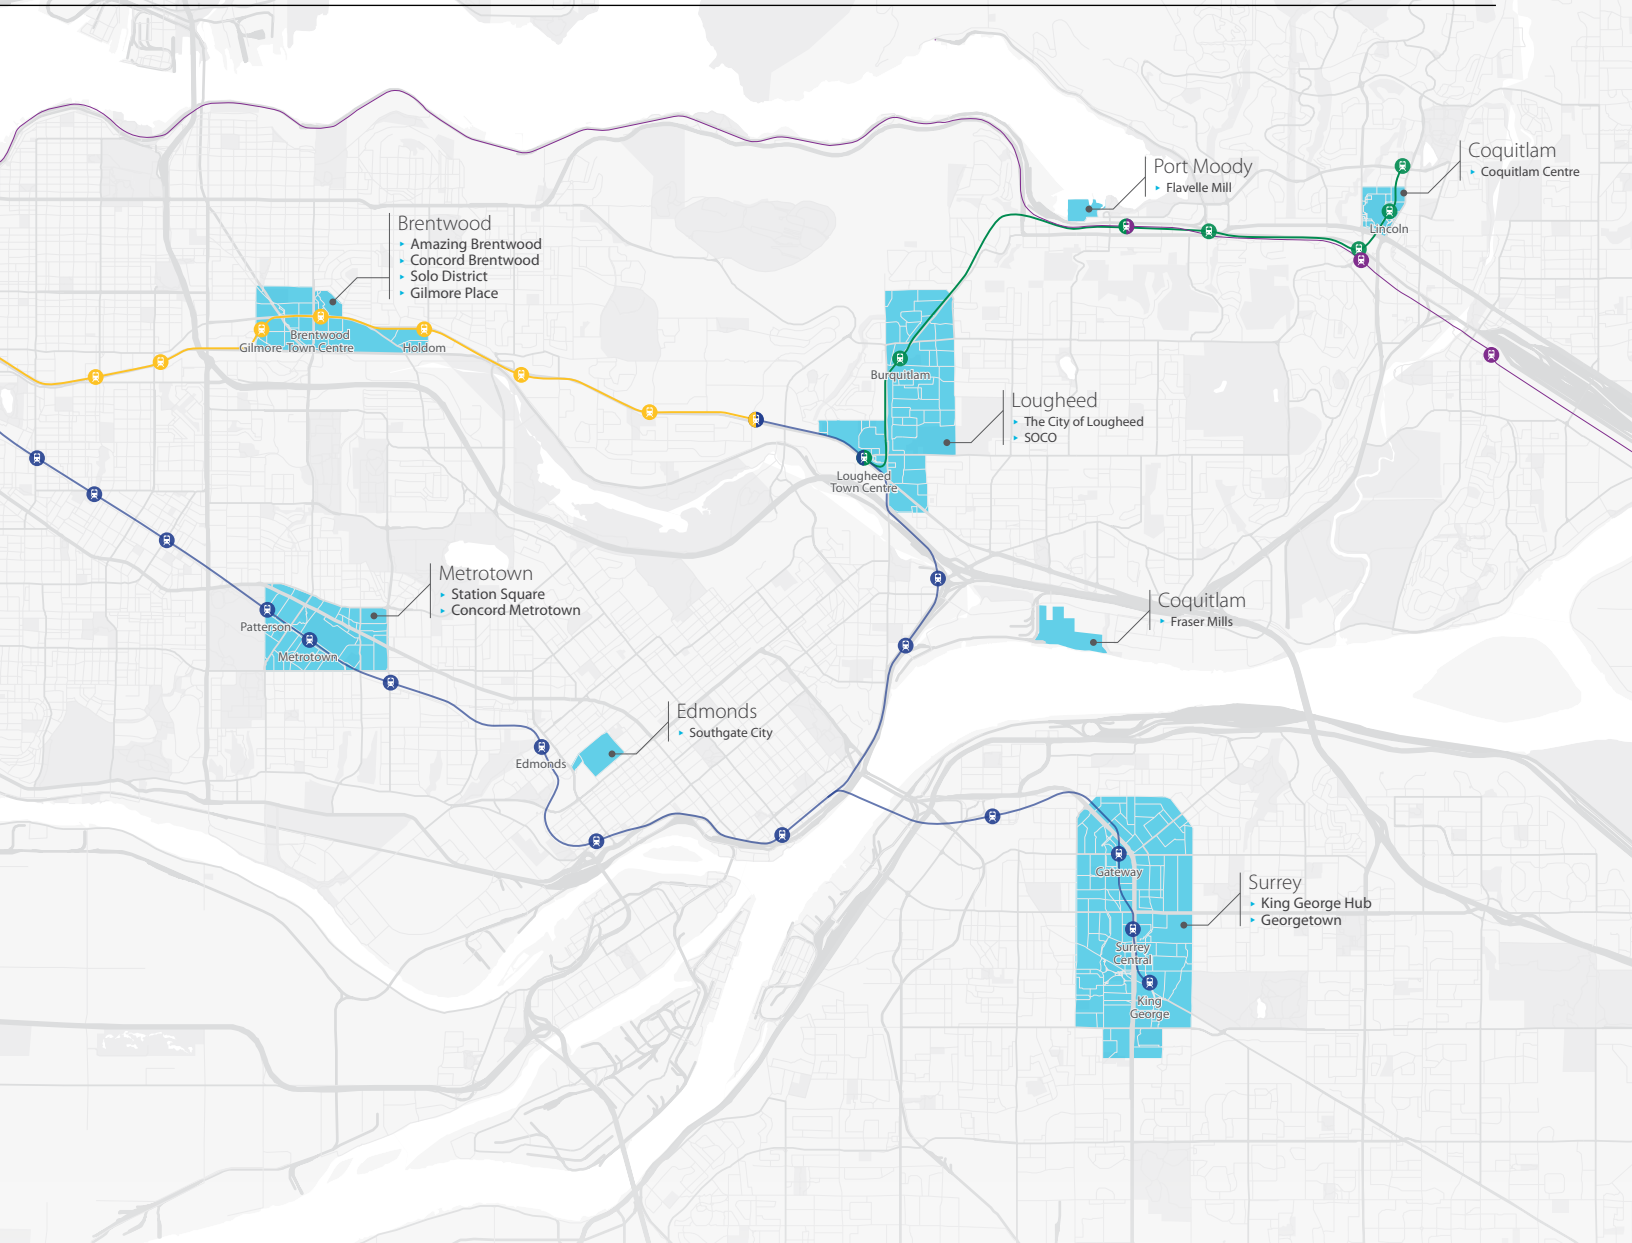 Coquitlam
Coquitlam Centre
Port Moody
Flavelle Mill
Lincoln
Brentwood
Amazing Brentwood
Concord Brentwood
Solo District
Gilmore Place
Brentwood
Gilmore Town Centre
Holdom
Burquitlam
Lougheed
The City of Lougheed
SOCO
Lougheed
Town Centre
Metrotown
Station Square
Concord Metrotown
Patterson
Metrotown
Coquitlam
Fraser Mills
Edmonds
Southgate City
Edmonds
Gateway
Surrey
King George Hub
Georgetown
Surrey
Central
King
George